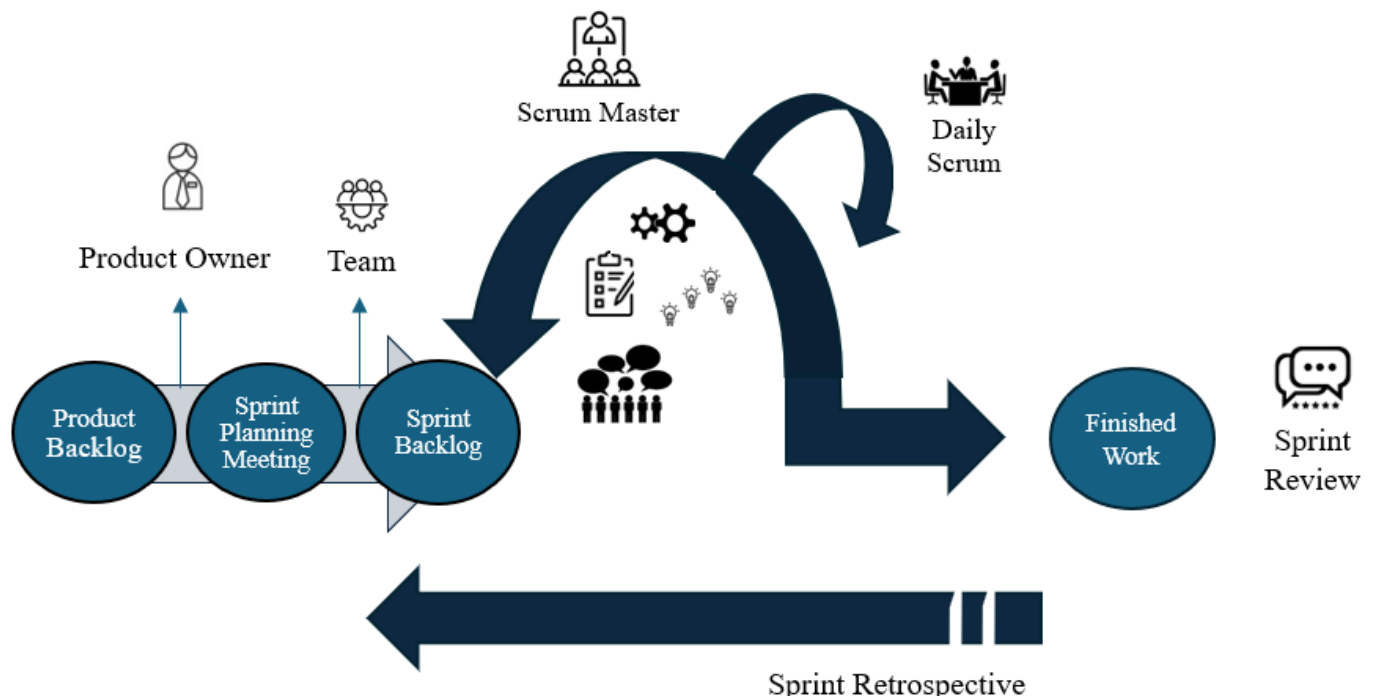 Scrum Master
Daily
Scrum
Product Owner
Team
Product
Backlog
Sprint
Planning
Meeting
Sprint
Backlog
Finished
Work
Sprint
Review
Sprint Retrospective